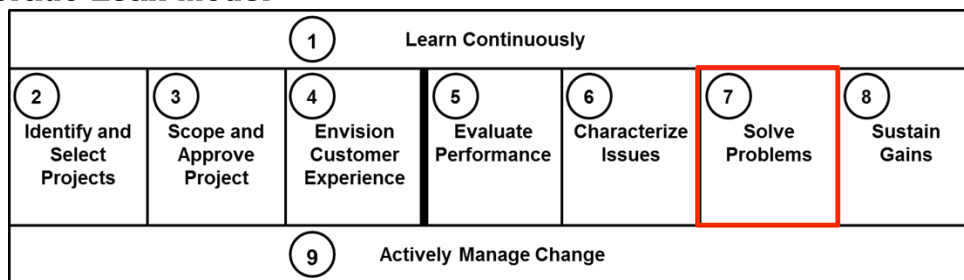 1 Learn Continuously
2
Identify and
Select
Projects
3
Scope and
Approve
Project
4
Envision
Customer
Experience
5
Evaluate
Performance
6
Characterize
Issues
7
Solve
Problems
8
Sustain
Gains
9 Actively Manage Change